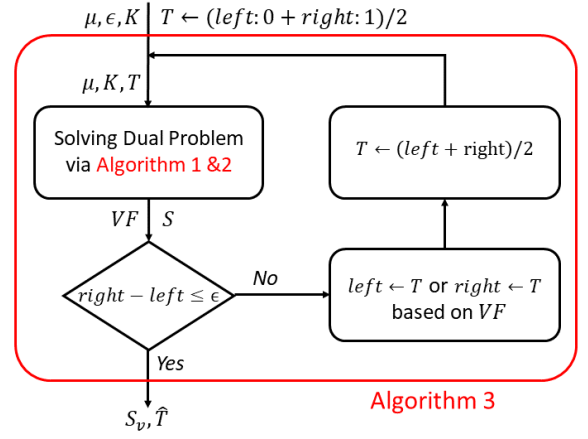 μ, ϵ, K T ← (left: 0 + right: 1)/2
μ, K, T
Solving Dual Problem
via Algorithm 1 &2
T ← (left + right)/2
VF S
right − left ≤ ϵ
No
left ← T or right ← T
based on VF
Yes
Algorithm 3
S_v, T̂